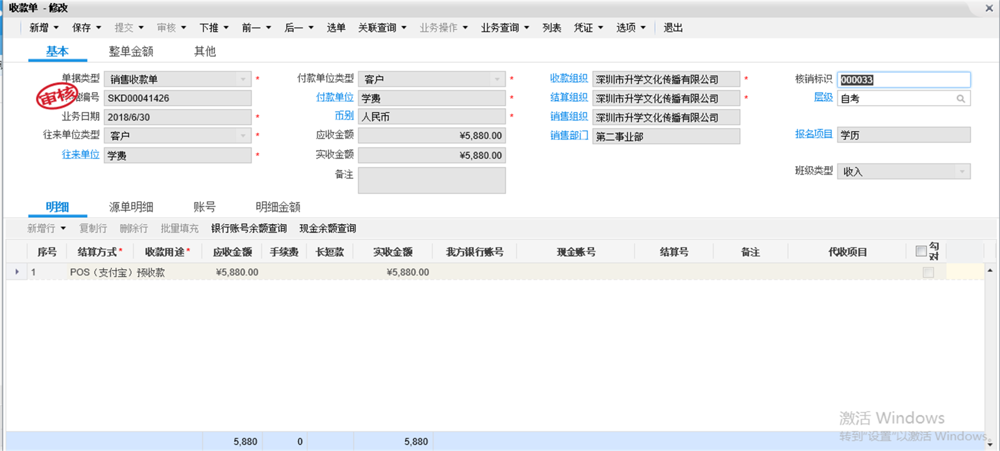 收款单 - 修改
新增 保存 提交 审核 下推 前一 后一 选单 关联查询 业务操作 业务查询 列表 凭证 选项 退出
基本 整单金额 其他
单据类型 销售收款单 * 付款单位类型 客户 * 收款组织 深圳市升学文化传播有限公司 * 核销标识 000033
审核 据编号 SKD00041426 付款单位 学费 * 结算组织 深圳市升学文化传播有限公司 * 层级 自考
业务日期 2018/6/30 * 币别 人民币 * 销售组织 深圳市升学文化传播有限公司
往来单位类型 客户 * 应收金额 ¥5,880.00 销售部门 第二事业部 报名项目 学历
往来单位 学费 * 实收金额 ¥5,880.00
备注 班级类型 收入
明细 源单明细 账号 明细金额
新增行 复制行 删除行 批里填充 银行账号余额查询 现金余额查询
序号 结算方式* 收款用途* 应收金额 手续费 长短款 实收金额 我方银行账号 现金账号 结算号 备注 代收项目 勾对
1 POS（支付宝）预收款 ¥5,880.00 ¥5,880.00
5,880 0 5,880
激活 Windows
转到"设置"以激活 Windows。